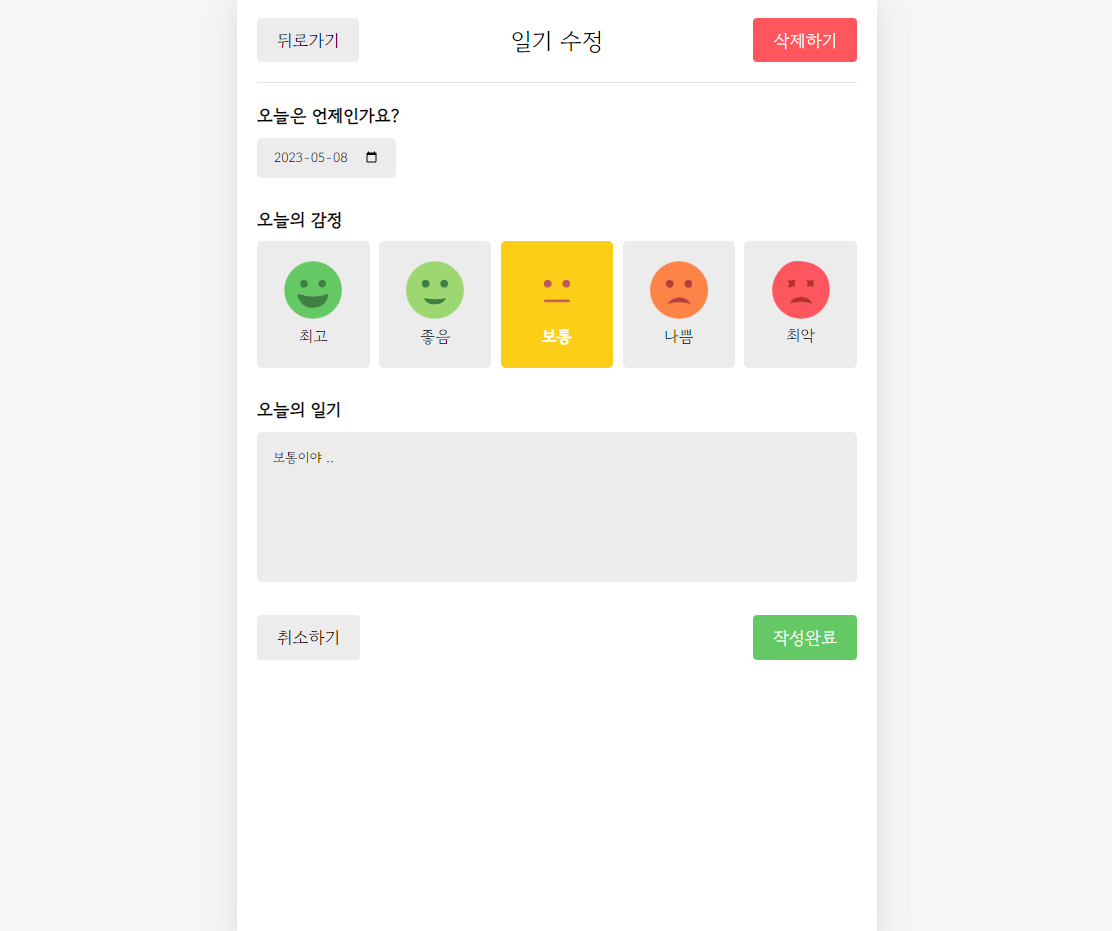 뒤로가기 일기 수정 삭제하기
오늘은 언제인가요?
2023-05-08
오늘의 감정
최고 좋음 보통 나쁨 최악
오늘의 일기
보통이야 ..
취소하기 작성완료